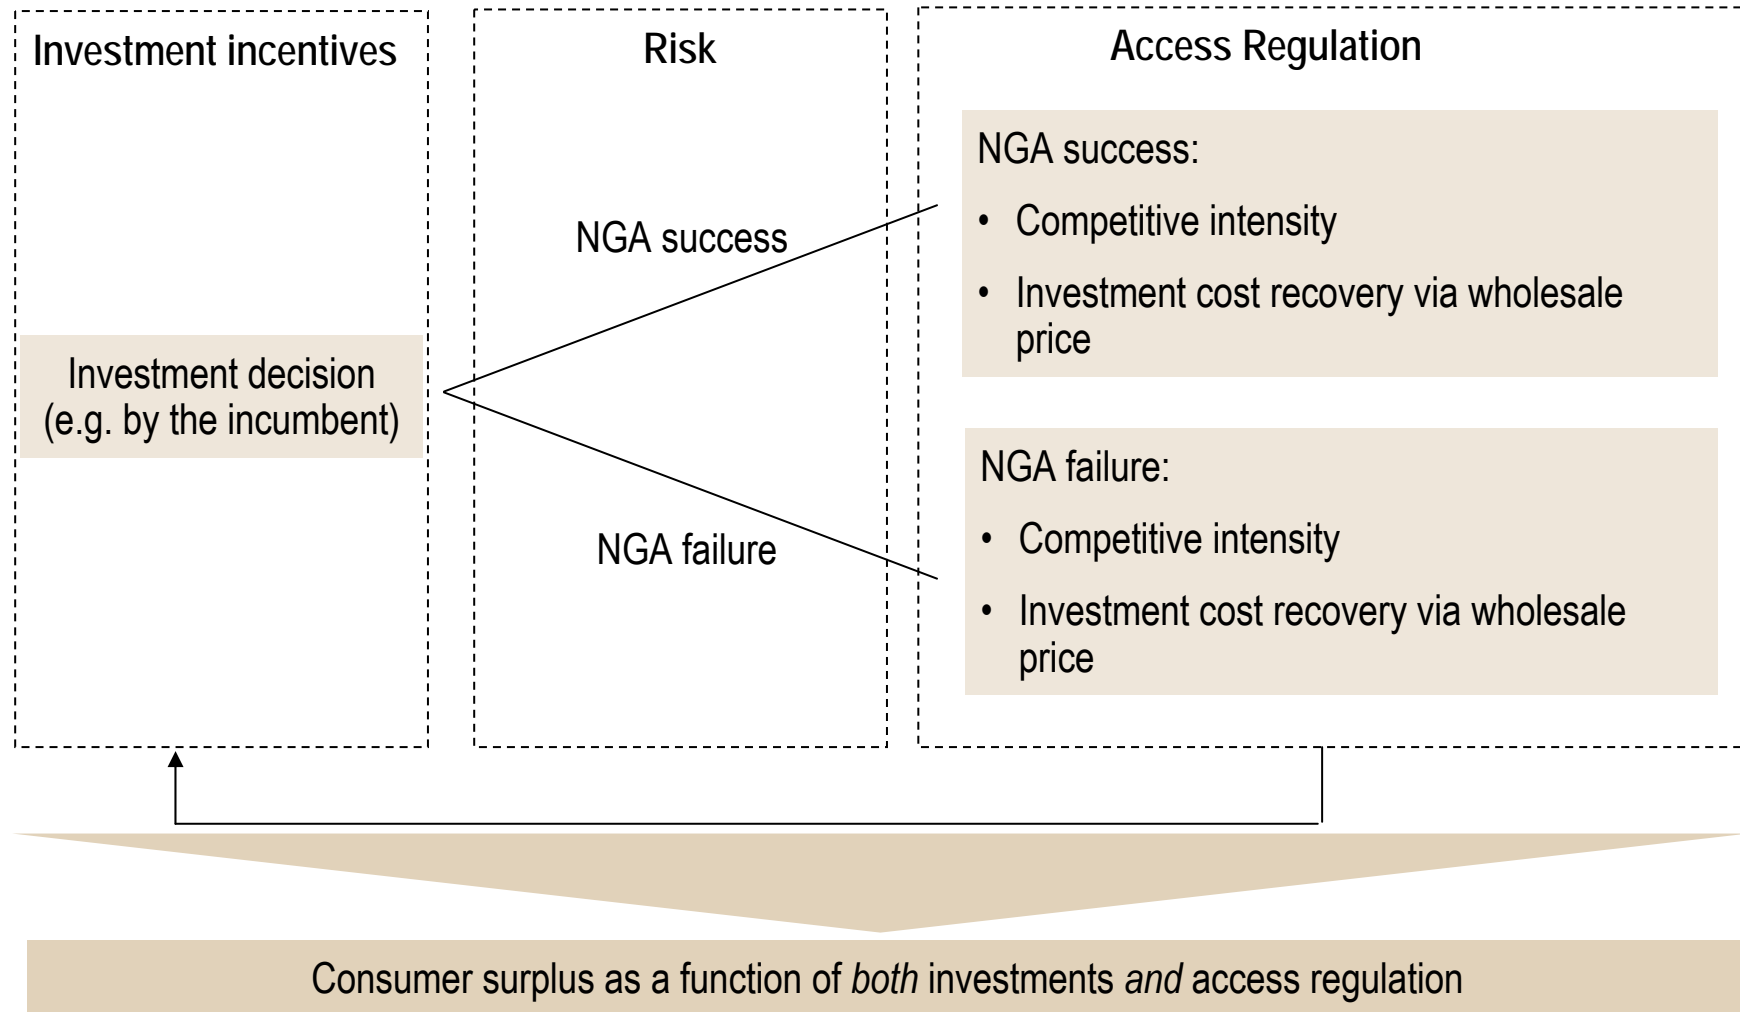 Investment incentives
Risk
Access Regulation
NGA success:
• Competitive intensity
• Investment cost recovery via wholesale
price
NGA success
Investment decision
(e.g. by the incumbent)
NGA failure
NGA failure:
• Competitive intensity
• Investment cost recovery via wholesale
price
Consumer surplus as a function of both investments and access regulation